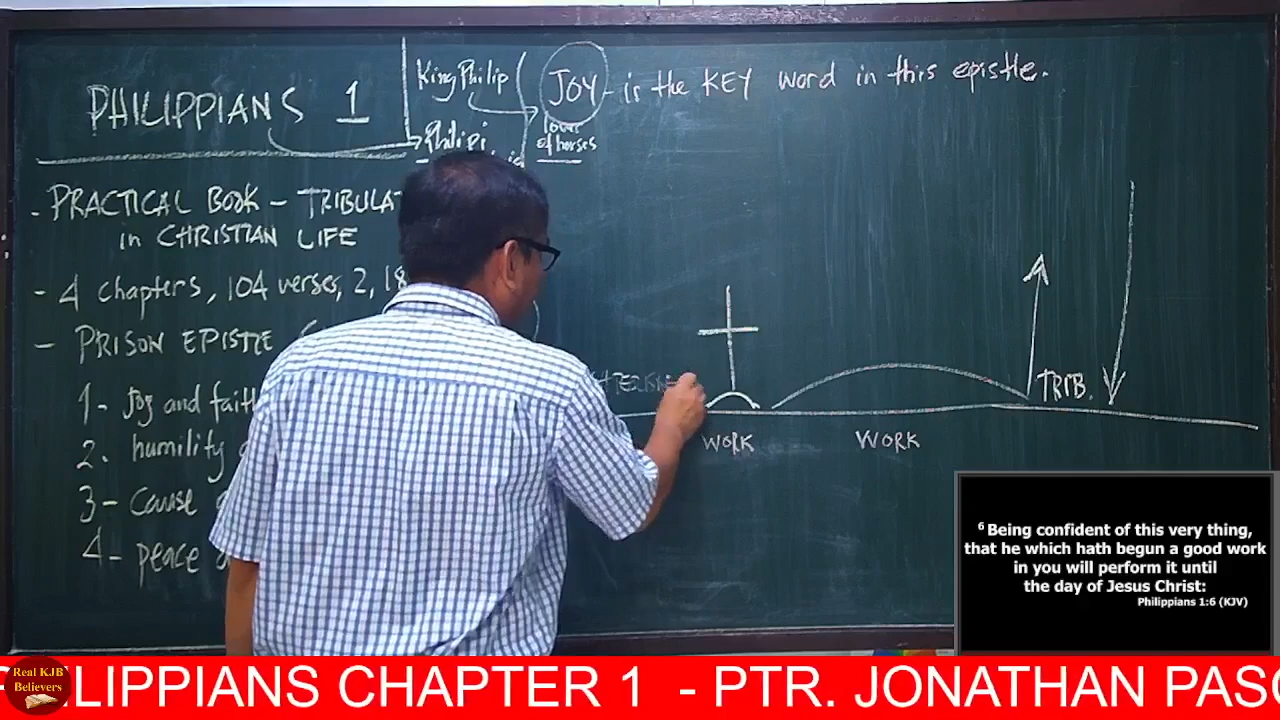 PHILIPPIANS 1
King Philip
Philipi
JOY - is the KEY word in this epistle.
of horses
- PRACTICAL BOOK - TRIBULAT
in CHRISTIAN LIFE
- 4 chapters, 104 verses, 2, 18
- PRISON EPISTLE
1- Joy and faith
2. humility
3- Cause
4- peace
TRIB.
WORK
WORK
6 Being confident of this very thing,
that he which hath begun a good work
in you will perform it until
the day of Jesus Christ:
Philippians 1:6 (KJV)
Real KJB
Believers
PHILIPPIANS CHAPTER 1 - PTR. JONATHAN PASC